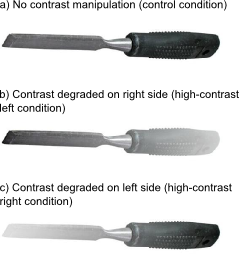 a) No contrast manipulation (control condition)
b) Contrast degraded on right side (high-contrast
left condition)
c) Contrast degraded on left side (high-contrast
right condition)